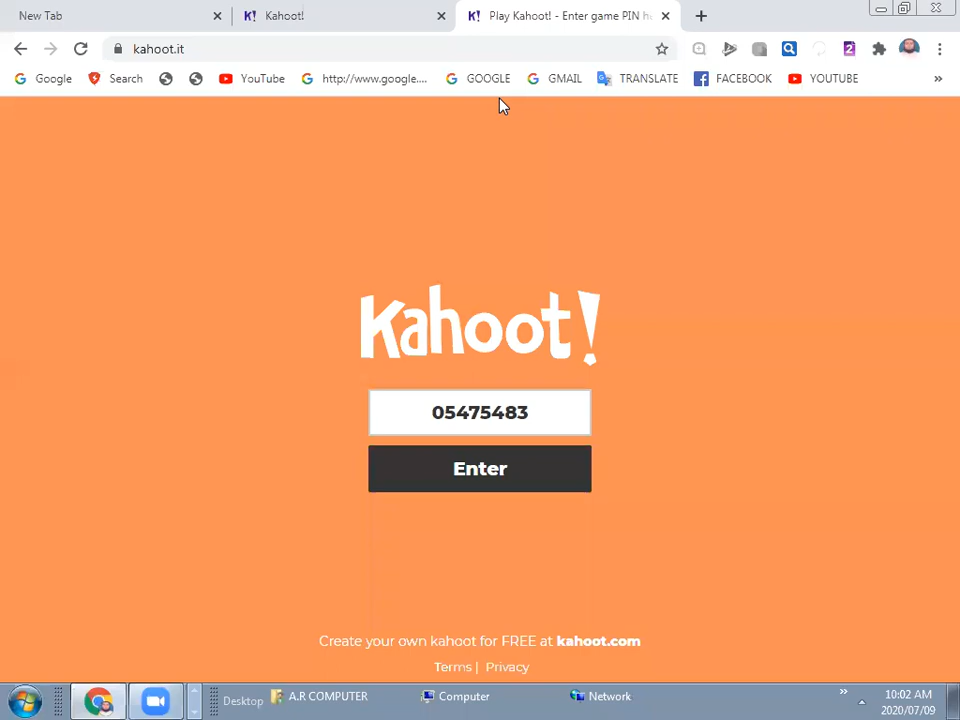 New Tab
Kahoot!
Play Kahoot! - Enter game PIN h
kahoot.it
Google Search YouTube http://www.google.... GOOGLE GMAIL TRANSLATE FACEBOOK YOUTUBE »
Kahoot!
05475483
Enter
Create your own kahoot for FREE at kahoot.com
Terms | Privacy
Desktop A.R COMPUTER Computer Network
10:02 AM
2020/07/09